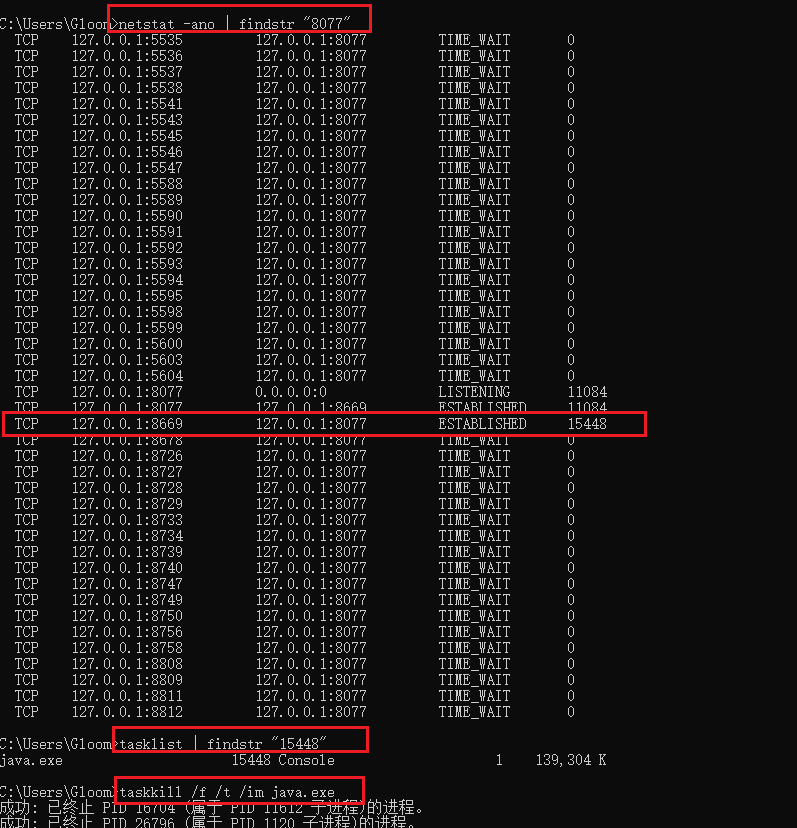 C:\Users\Gloom>netstat -ano | findstr "8077"
TCP 127.0.0.1:5535 127.0.0.1:8077 TIME_WAIT 0
TCP 127.0.0.1:5536 127.0.0.1:8077 TIME_WAIT 0
TCP 127.0.0.1:5537 127.0.0.1:8077 TIME_WAIT 0
TCP 127.0.0.1:5538 127.0.0.1:8077 TIME_WAIT 0
TCP 127.0.0.1:5541 127.0.0.1:8077 TIME_WAIT 0
TCP 127.0.0.1:5543 127.0.0.1:8077 TIME_WAIT 0
TCP 127.0.0.1:5545 127.0.0.1:8077 TIME_WAIT 0
TCP 127.0.0.1:5546 127.0.0.1:8077 TIME_WAIT 0
TCP 127.0.0.1:5547 127.0.0.1:8077 TIME_WAIT 0
TCP 127.0.0.1:5588 127.0.0.1:8077 TIME_WAIT 0
TCP 127.0.0.1:5589 127.0.0.1:8077 TIME_WAIT 0
TCP 127.0.0.1:5590 127.0.0.1:8077 TIME_WAIT 0
TCP 127.0.0.1:5591 127.0.0.1:8077 TIME_WAIT 0
TCP 127.0.0.1:5592 127.0.0.1:8077 TIME_WAIT 0
TCP 127.0.0.1:5593 127.0.0.1:8077 TIME_WAIT 0
TCP 127.0.0.1:5594 127.0.0.1:8077 TIME_WAIT 0
TCP 127.0.0.1:5595 127.0.0.1:8077 TIME_WAIT 0
TCP 127.0.0.1:5598 127.0.0.1:8077 TIME_WAIT 0
TCP 127.0.0.1:5599 127.0.0.1:8077 TIME_WAIT 0
TCP 127.0.0.1:5600 127.0.0.1:8077 TIME_WAIT 0
TCP 127.0.0.1:5603 127.0.0.1:8077 TIME_WAIT 0
TCP 127.0.0.1:5604 127.0.0.1:8077 TIME_WAIT 0
TCP 127.0.0.1:8077 0.0.0.0:0 LISTENING 11084
TCP 127.0.0.1:8077 127.0.0.1:8669 ESTABLISHED 11084
TCP 127.0.0.1:8669 127.0.0.1:8077 ESTABLISHED 15448
TCP 127.0.0.1:8678 127.0.0.1:8077 TIME_WAIT 0
TCP 127.0.0.1:8726 127.0.0.1:8077 TIME_WAIT 0
TCP 127.0.0.1:8727 127.0.0.1:8077 TIME_WAIT 0
TCP 127.0.0.1:8728 127.0.0.1:8077 TIME_WAIT 0
TCP 127.0.0.1:8729 127.0.0.1:8077 TIME_WAIT 0
TCP 127.0.0.1:8733 127.0.0.1:8077 TIME_WAIT 0
TCP 127.0.0.1:8734 127.0.0.1:8077 TIME_WAIT 0
TCP 127.0.0.1:8739 127.0.0.1:8077 TIME_WAIT 0
TCP 127.0.0.1:8740 127.0.0.1:8077 TIME_WAIT 0
TCP 127.0.0.1:8747 127.0.0.1:8077 TIME_WAIT 0
TCP 127.0.0.1:8749 127.0.0.1:8077 TIME_WAIT 0
TCP 127.0.0.1:8750 127.0.0.1:8077 TIME_WAIT 0
TCP 127.0.0.1:8756 127.0.0.1:8077 TIME_WAIT 0
TCP 127.0.0.1:8758 127.0.0.1:8077 TIME_WAIT 0
TCP 127.0.0.1:8808 127.0.0.1:8077 TIME_WAIT 0
TCP 127.0.0.1:8809 127.0.0.1:8077 TIME_WAIT 0
TCP 127.0.0.1:8811 127.0.0.1:8077 TIME_WAIT 0
TCP 127.0.0.1:8812 127.0.0.1:8077 TIME_WAIT 0
C:\Users\Gloom>tasklist | findstr "15448"
java.exe 15448 Console 1 139,304 K
C:\Users\Gloom>taskkill /f /t /im java.exe
成功: 已终止 PID 16704 (属于 PID 11612 子进程)的进程。
成功: 已终止 PID 26796 (属于 PID 1120 子进程)的进程。